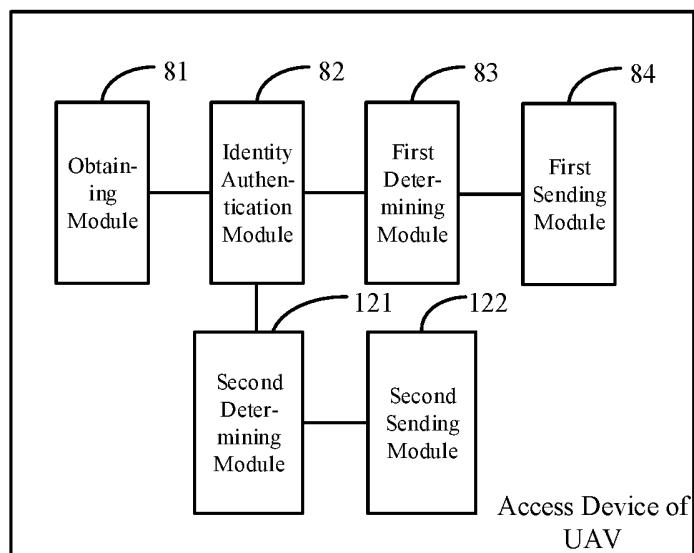 81
82
83
84
Obtain-
ing
Module
Identity
Authen-
tication
Module
First
Deter-
mining
Module
First
Sending
Module
121
122
Second
Deter-
mining
Module
Second
Sending
Module
Access Device of
UAV